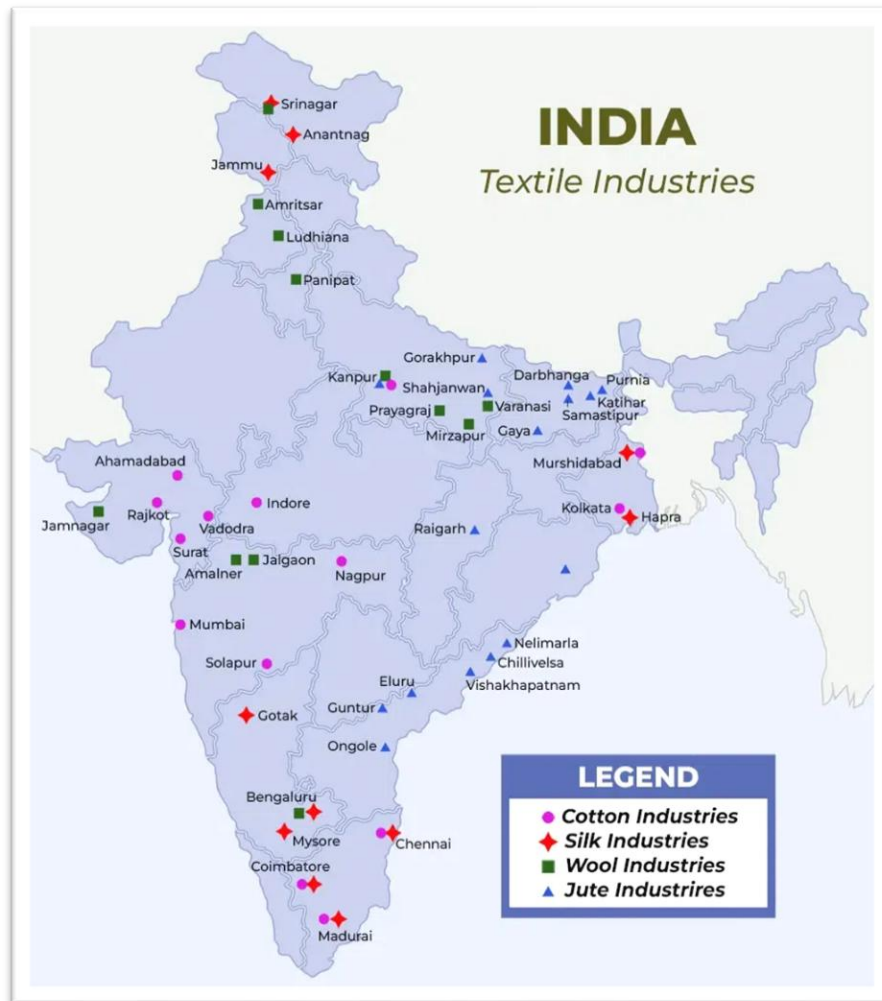 INDIA
Textile Industries
Srinagar
Anantnag
Jammu
Amritsar
Ludhiana
Panipat
Gorakhpur
Kanpur
Shahjanwan
Darbhanga
Purnia
Katihar
Samastipur
Prayagraj
Varanasi
Mirzapur
Gaya
Murshidabad
Ahamadabad
Indore
Kolkata
Hapra
Rajkot
Jamnagar
Vadodra
Raigarh
Surat
Amalner
Jalgaon
Nagpur
Mumbai
Nelimarla
Solapur
Chillivelsa
Eluru
Vishakhapatnam
Guntur
Gotak
Ongole
Bengaluru
Mysore
Chennai
Coimbatore
Madurai
LEGEND
Cotton Industries
Silk Industries
Wool Industries
Jute Industrires